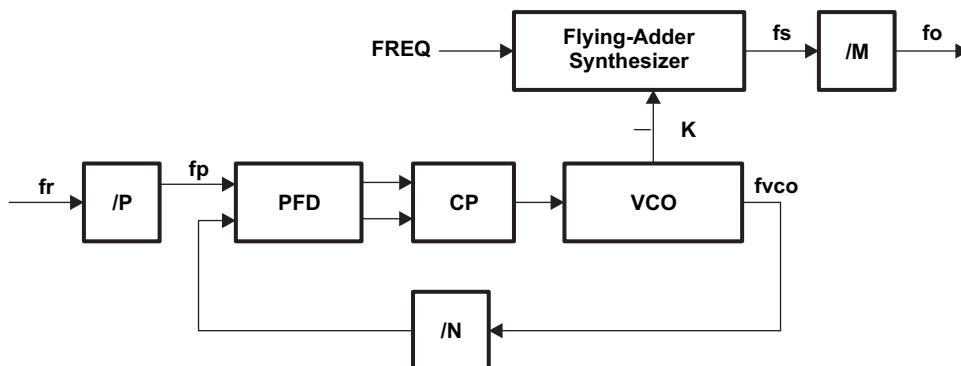 FREQ
Flying-Adder
Synthesizer
fs
/M
fo
K
fr
/P
fp
PFD
CP
VCO
fvco
/N